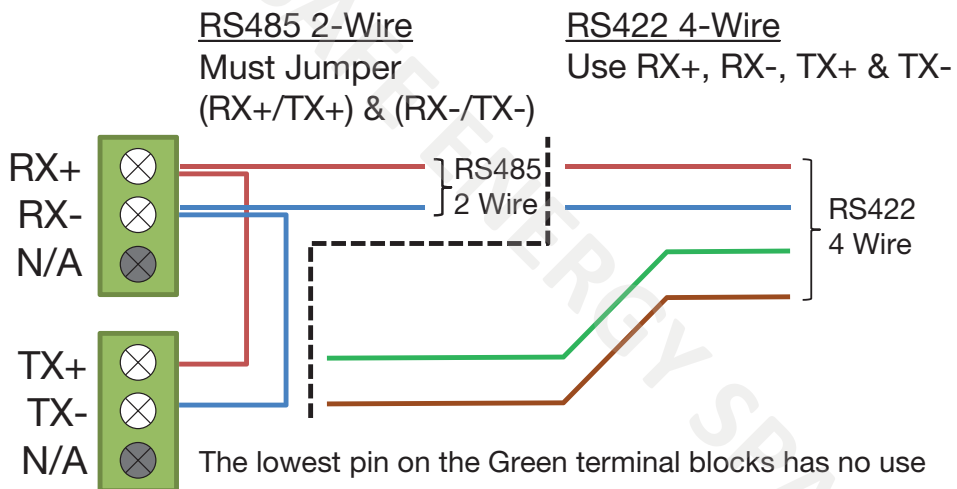 RS485 2-Wire
Must Jumper
(RX+/TX+) & (RX-/TX-)
RS422 4-Wire
Use RX+, RX-, TX+ & TX-
RX+
RX-
N/A
RS485
2 Wire
RS422
4 Wire
TX+
TX-
N/A
The lowest pin on the Green terminal blocks has no use